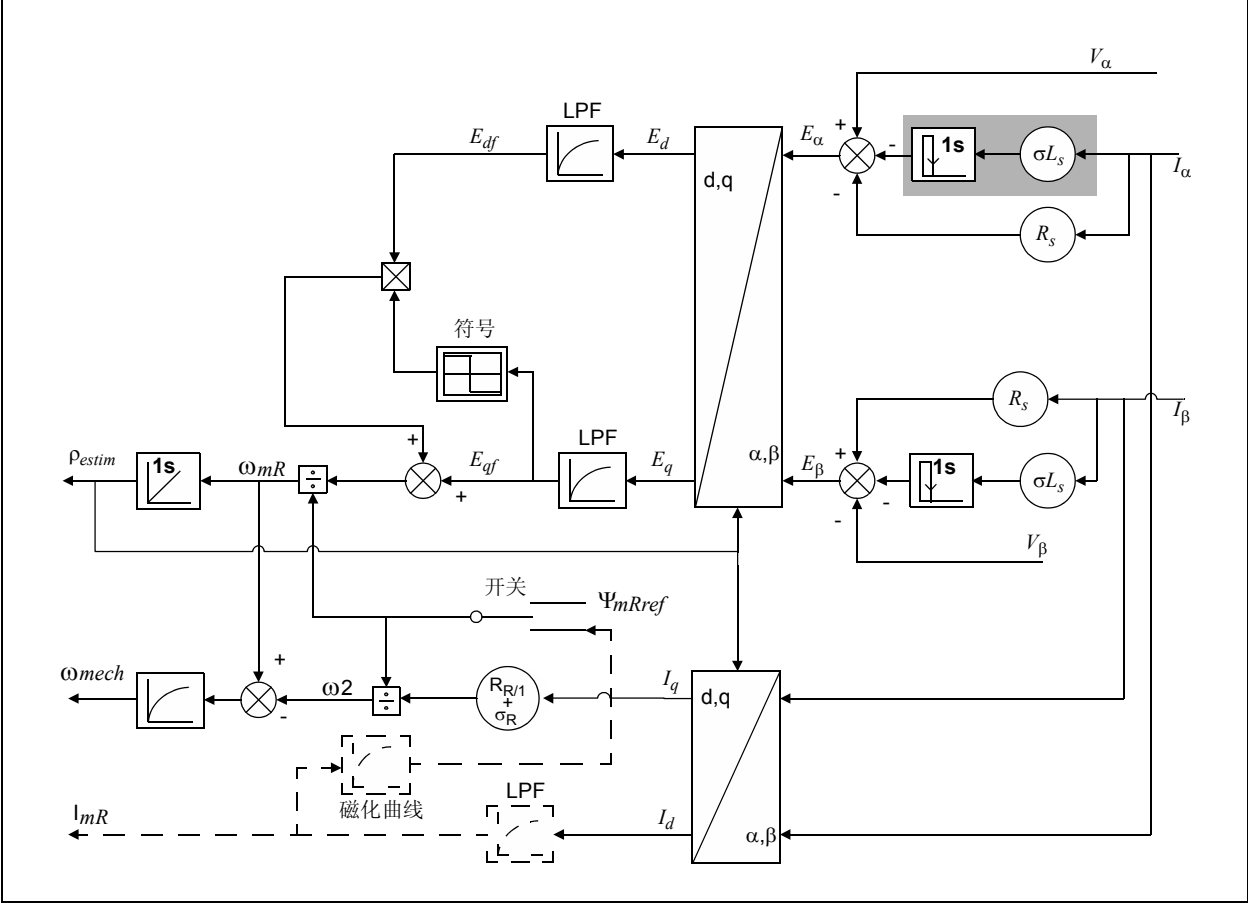 Vα
LPF
Edf
Ed
Eα
+
-
1s
σLs
Iα
d,q
-
Rs
符号
Rs
Iβ
+
LPF
α,β
+
ρestim
1s
ωmR
÷
Eqf
Eq
Eβ
1s
σLs
+
-
-
Vβ
开关
ΨmRref
+
ωmech
ω2
÷
RR/1
+
σR
Iq
d,q
-
磁化曲线
LPF
ImR
Id
α,β